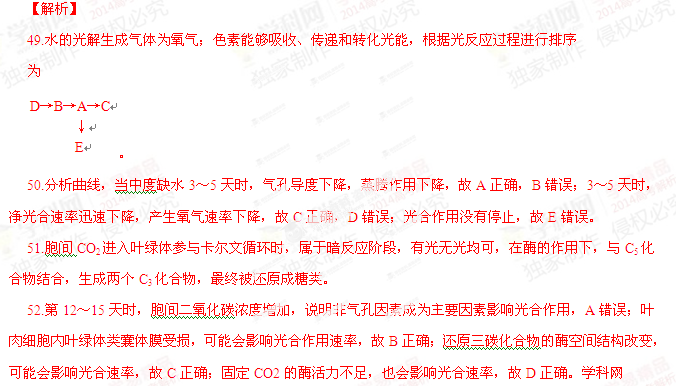 【解析】
49.水的光解生成气体为氧气；色素能够吸收、传递和转化光能，根据光反应过程进行排序
为
D→B→A→C
↓
E 。
50.分析曲线，当中度缺水 3～5 天时，气孔导度下降，蒸腾作用下降，故 A 正确，B 错误；3～5 天时，
净光合速率迅速下降，产生氧气速率下降，故 C 正确，D 错误；光合作用没有停止，故 E 错误。
51.胞间 CO2 进入叶绿体参与卡尔文循环时，属于暗反应阶段，有光无光均可，在酶的作用下，与 C5 化
合物结合，生成两个 C3 化合物，最终被还原成糖类。
52.第 12～15 天时，胞间二氧化碳浓度增加，说明非气孔因素成为主要因素影响光合作用，A 错误；叶
肉细胞内叶绿体类囊体膜受损，可能会影响光合作用速率，故 B 正确；还原三碳化合物的酶空间结构改变，
可能会影响光合速率，故 C 正确；固定 CO2 的酶活力不足，也会影响光合速率，故 D 正确。学科网